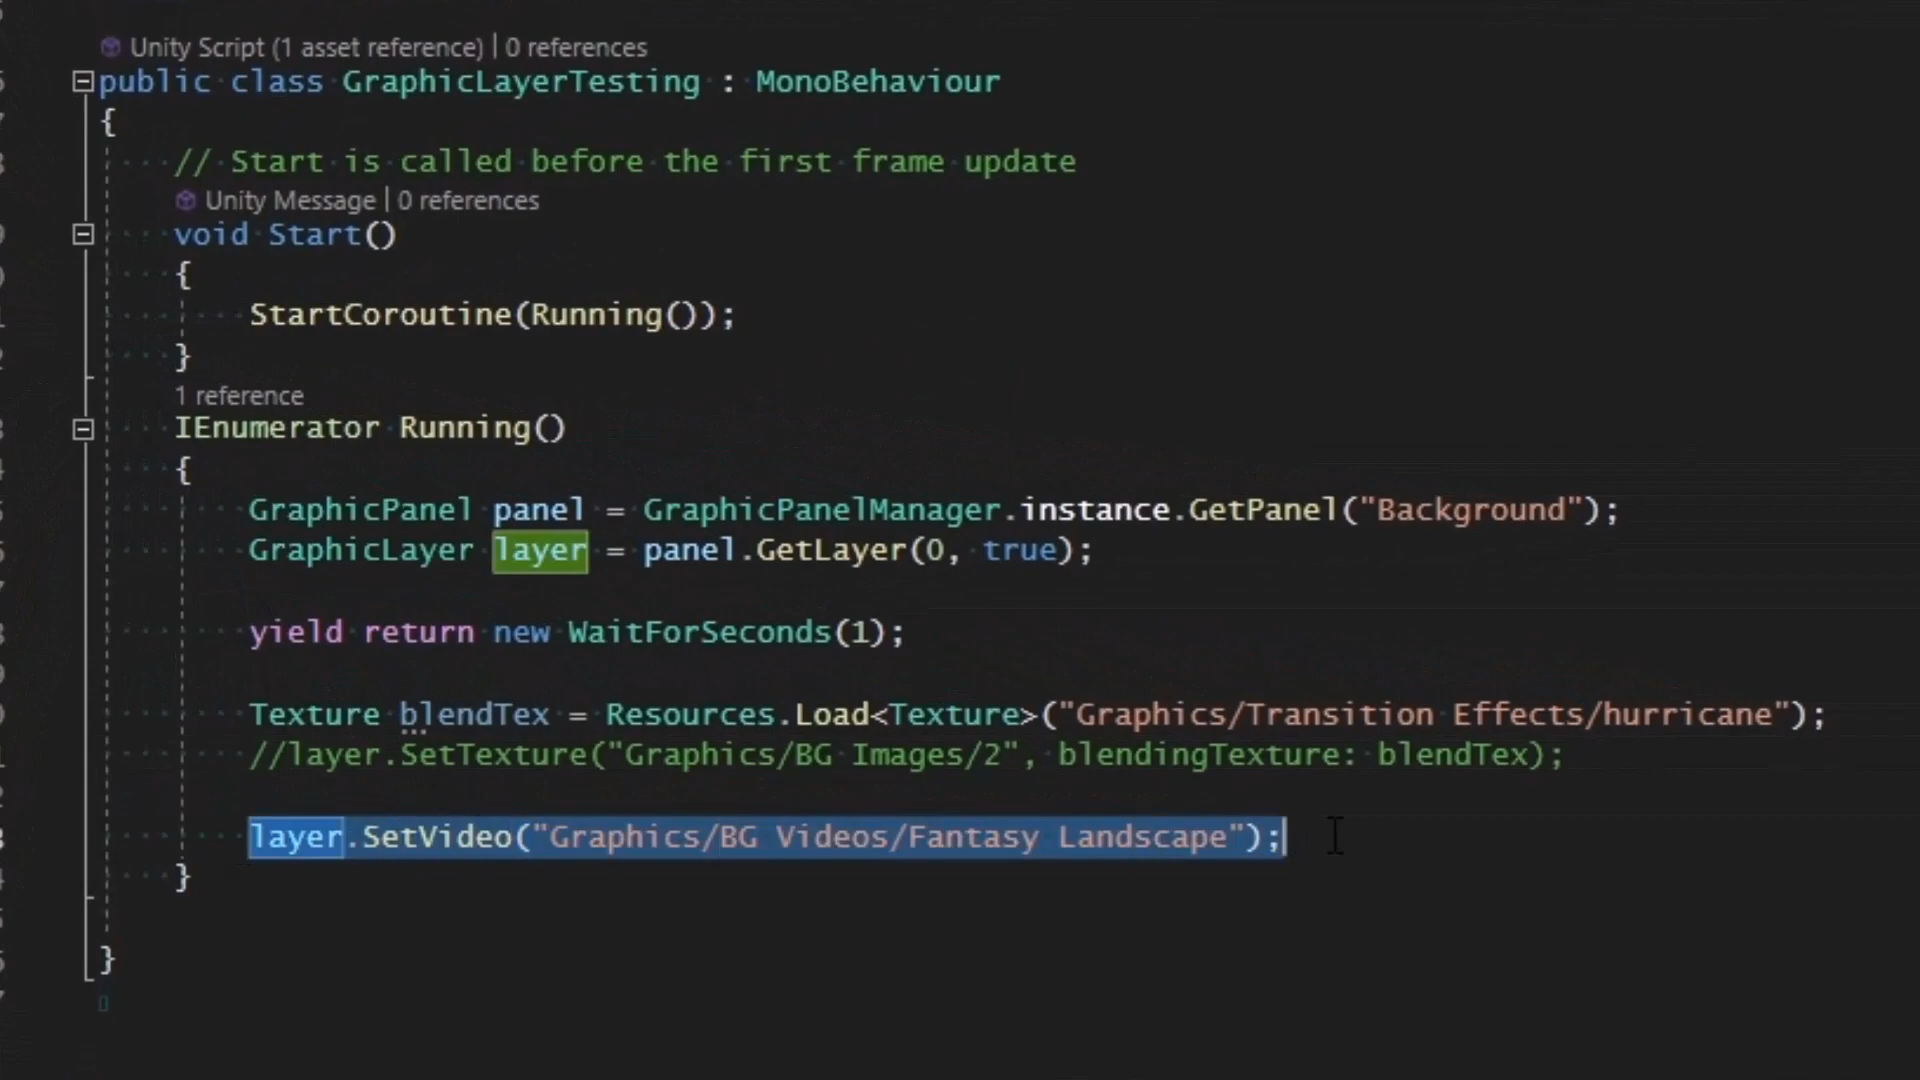 Unity Script (1 asset reference) | 0 references
public class GraphicLayerTesting : MonoBehaviour
{
// Start is called before the first frame update
Unity Message | 0 references
void Start()
{
StartCoroutine(Running());
}
1 reference
IEnumerator Running()
{
GraphicPanel panel = GraphicPanelManager.instance.GetPanel("Background");
GraphicLayer layer = panel.GetLayer(0, true);
yield return new WaitForSeconds(1);
Texture blendTex = Resources.Load<Texture>("Graphics/Transition Effects/hurricane");
//layer.SetTexture("Graphics/BG Images/2", blendingTexture: blendTex);
layer.SetVideo("Graphics/BG Videos/Fantasy Landscape");
}
}